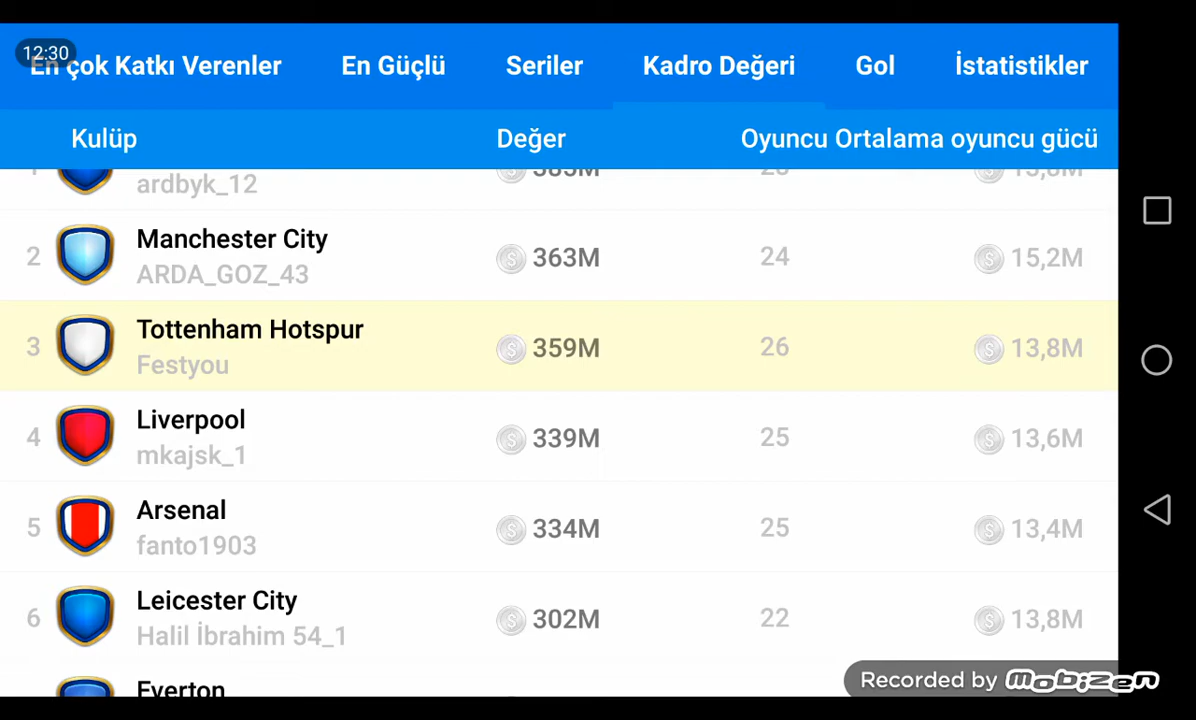 12:30
En çok Katkı Verenler En Güçlü Seriler Kadro Değeri Gol İstatistikler
Kulüp Değer Oyuncu Ortalama oyuncu gücü
ardbyk_12
2 Manchester City 363M 24 15,2M
ARDA_GOZ_43
3 Tottenham Hotspur 359M 26 13,8M
Festyou
4 Liverpool 339M 25 13,6M
mkajsk_1
5 Arsenal 334M 25 13,4M
fanto1903
6 Leicester City 302M 22 13,8M
Halil İbrahim 54_1
Everton
Recorded by Mobizen